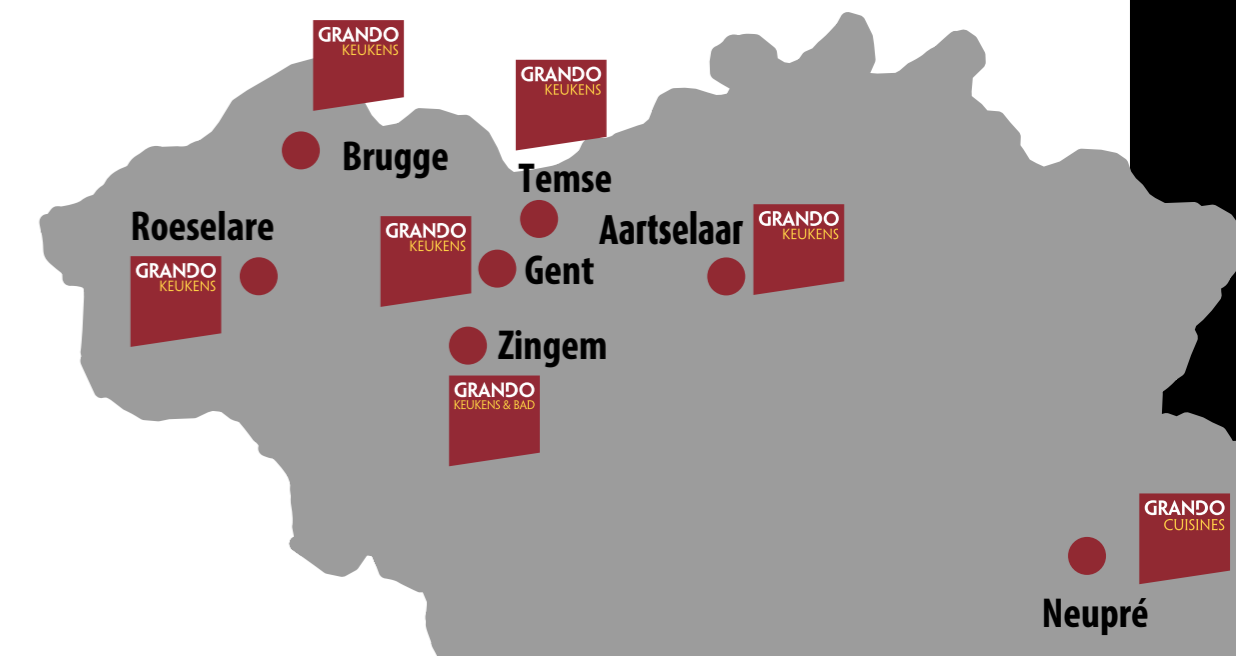 GRANDO
KEUKENS
Brugge
GRANDO
KEUKENS
Temse
Roeselare
GRANDO
KEUKENS
GRANDO
KEUKENS
Gent
Aartselaar
GRANDO
KEUKENS
Zingem
GRANDO
KEUKENS & BAD
GRANDO
CUISINES
Neupré